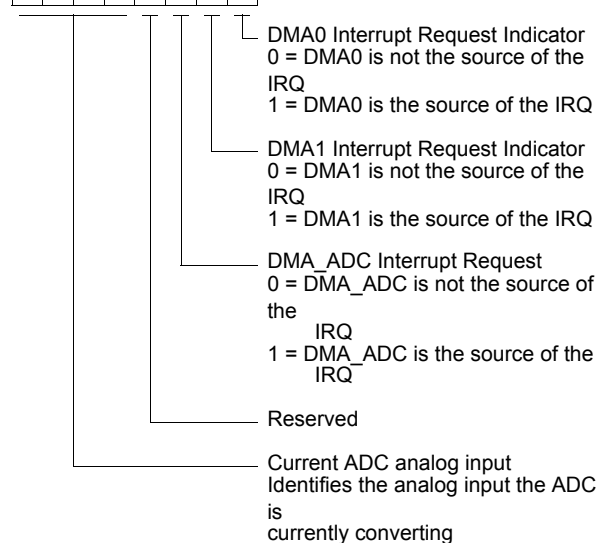 DMA0 Interrupt Request Indicator
0 = DMA0 is not the source of the
IRQ
1 = DMA0 is the source of the IRQ
DMA1 Interrupt Request Indicator
0 = DMA1 is not the source of the
IRQ
1 = DMA1 is the source of the IRQ
DMA_ADC Interrupt Request
0 = DMA_ADC is not the source of
the
IRQ
1 = DMA_ADC is the source of the
IRQ
Reserved
Current ADC analog input
Identifies the analog input the ADC
is
currently converting